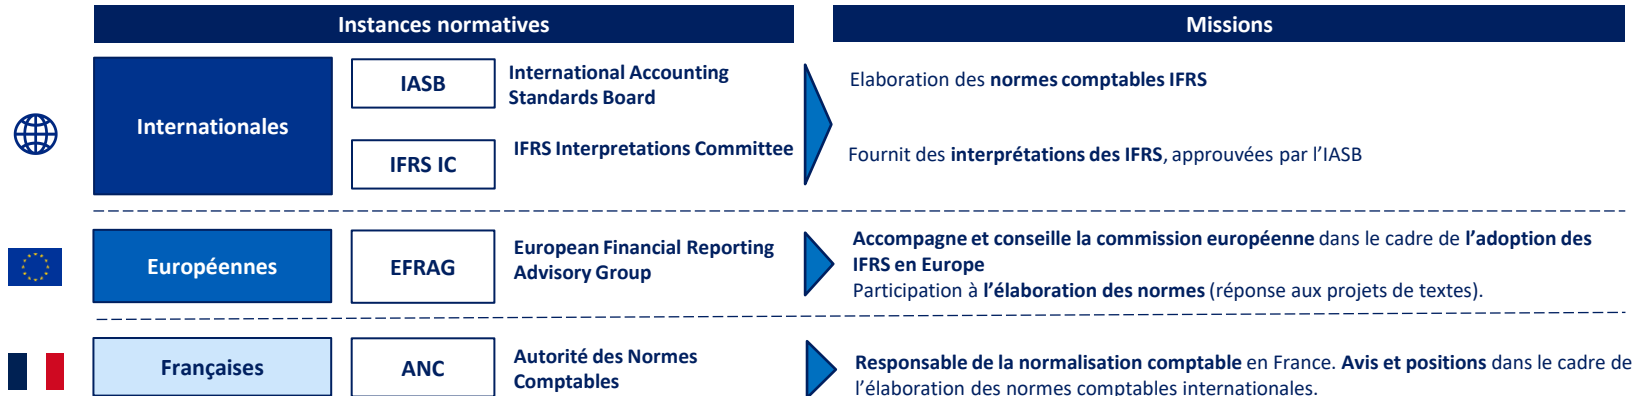 Instances normatives
Missions
Internationales
IASB
International Accounting
Standards Board
Elaboration des normes comptables IFRS
IFRS IC
IFRS Interpretations Committee
Fournit des interprétations des IFRS, approuvées par l’IASB
Européennes
EFRAG
European Financial Reporting
Advisory Group
Accompagne et conseille la commission européenne dans le cadre de l’adoption des
IFRS en Europe
Participation à l’élaboration des normes (réponse aux projets de textes).
Françaises
ANC
Autorité des Normes
Comptables
Responsable de la normalisation comptable en France. Avis et positions dans le cadre de
l’élaboration des normes comptables internationales.